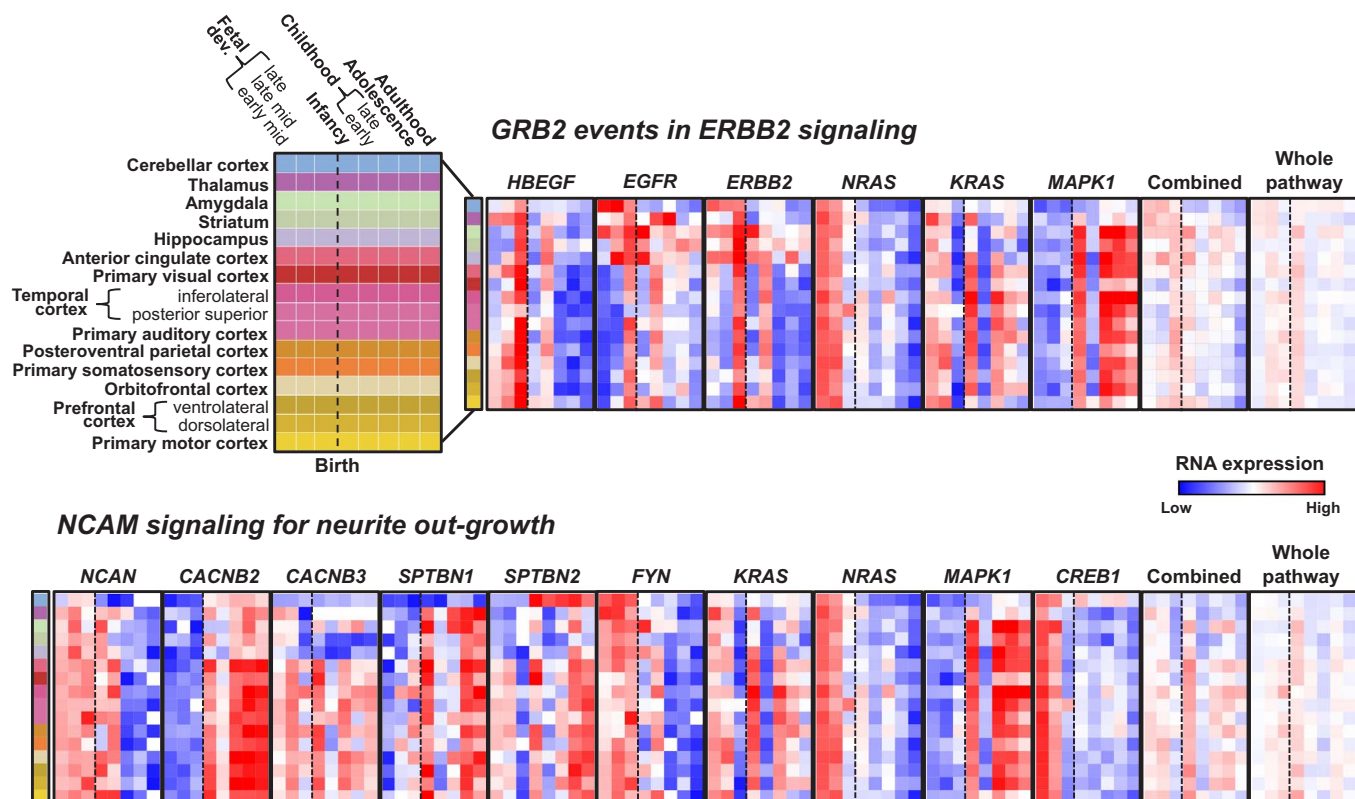 Fetal dev.
late
late mid
early mid
Infancy
Childhood
late
early
Adolescence
Adulthood
Cerebellar cortex
Thalamus
Amygdala
Striatum
Hippocampus
Anterior cingulate cortex
Primary visual cortex
Temporal cortex
inferolateral
posterior superior
Primary auditory cortex
Posteroventral parietal cortex
Primary somatosensory cortex
Orbitofrontal cortex
Prefrontal cortex
ventrolateral
dorsolateral
Primary motor cortex
Birth
GRB2 events in ERBB2 signaling
HBEGF EGFR ERBB2 NRAS KRAS MAPK1 Combined Whole pathway
RNA expression
Low High
NCAM signaling for neurite out-growth
NCAN CACNB2 CACNB3 SPTBN1 SPTBN2 FYN KRAS NRAS MAPK1 CREB1 Combined Whole pathway